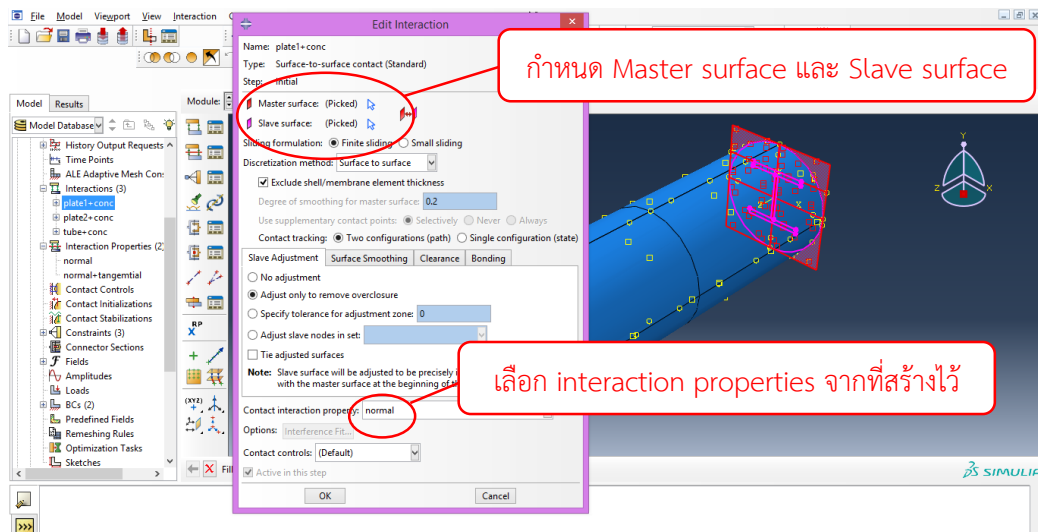 File Model Viewport View Interaction
Edit Interaction
Name: plate1+conc
Type: Surface-to-surface contact (Standard)
Step: Initial
กำหนด Master surface และ Slave surface
Master surface: (Picked)
Slave surface: (Picked)
Sliding formulation: Finite sliding Small sliding
Discretization method: Surface to surface
Exclude shell/membrane element thickness
Degree of smoothing for master surface: 0.2
Use supplementary contact points: Selectively Never Always
Contact tracking: Two configurations (path) Single configuration (state)
Slave Adjustment Surface Smoothing Clearance Bonding
No adjustment
Adjust only to remove overclosure
Specify tolerance for adjustment zone: 0
Adjust slave nodes in set:
Tie adjusted surfaces
Note: Slave surface will be adjusted to be precisely
with the master surface at the beginning of
เลือก interaction properties จากที่สร้างไว้
Contact interaction property: normal
Options: Interference Fit...
Contact controls: (Default)
Active in this step
OK Cancel
Model Results Module:
Model Database
History Output Requests
Time Points
ALE Adaptive Mesh Con
Interactions (3)
plate1+conc
plate2+conc
tube+conc
Interaction Properties (2)
normal
normal+tangemtial
Contact Controls
Contact Initializations
Contact Stabilizations
Constraints (3)
Connector Sections
Fields
Amplitudes
Loads
BCs (2)
Predefined Fields
Remeshing Rules
Optimization Tasks
Sketches
RP
(XYZ)
Fill
Y
Z X
SIMULIA
>>>